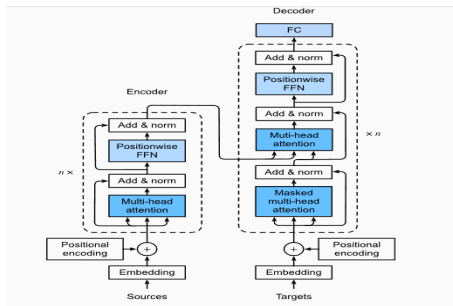 Decoder
FC
Add & norm
Positionwise
FFN
Add & norm
Muti-head
attention
× n
Add & norm
Masked
multi-head
attention
Positional
encoding
Embedding
Targets
Encoder
Add & norm
Positionwise
FFN
n ×
Add & norm
Multi-head
attention
Positional
encoding
Embedding
Sources